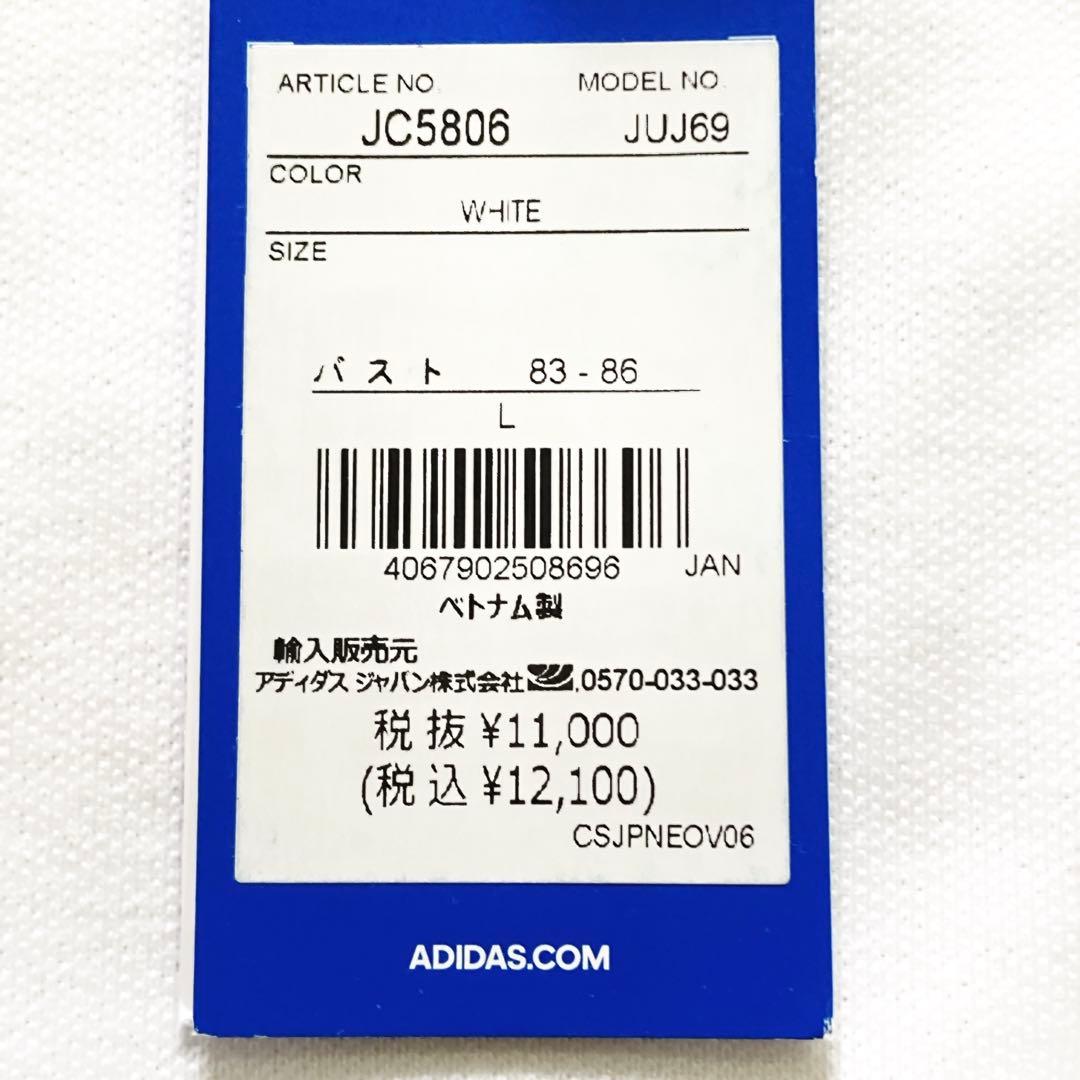 ARTICLE NO. MODEL NO.
JC5806 JUJ69
COLOR
WHITE
SIZE
バスト 83 - 86
L
4067902508696 JAN
ベトナム製
輸入販売元
アディダス ジャパン株式会社 0570-033-033
税抜 ¥11,000
(税込 ¥12,100)
CSJPNEOV06
ADIDAS.COM